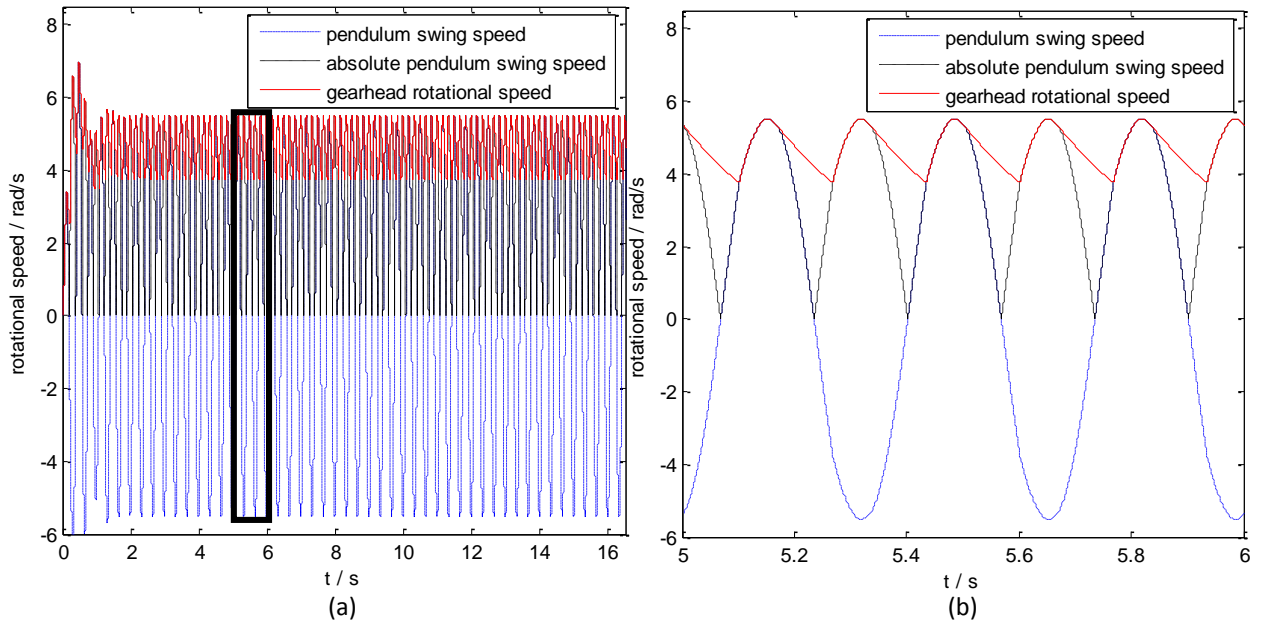 pendulum swing speed
absolute pendulum swing speed
gearhead rotational speed
8
6
4
2
0
-2
-4
-6
rotational speed / rad/s
0 2 4 6 8 10 12 14 16
t / s
(a)
pendulum swing speed
absolute pendulum swing speed
gearhead rotational speed
8
6
4
2
0
-2
-4
-6
rotational speed / rad/s
5 5.2 5.4 5.6 5.8 6
t / s
(b)